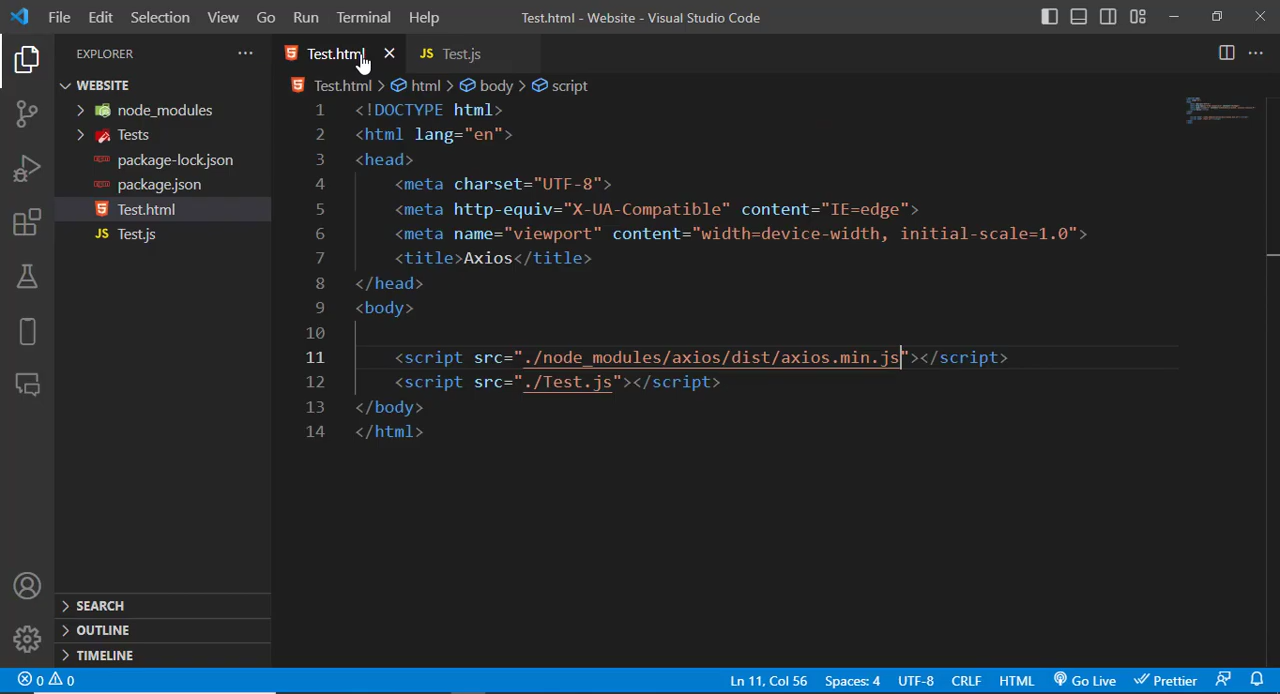 File Edit Selection View Go Run Terminal Help
Test.html - Website - Visual Studio Code
EXPLORER
WEBSITE
node_modules
Tests
package-lock.json
package.json
Test.html
JS Test.js
SEARCH
OUTLINE
TIMELINE
Test.html
JS Test.js
Test.html > html > body > script
1 <!DOCTYPE html>
2 <html lang="en">
3 <head>
4 <meta charset="UTF-8">
5 <meta http-equiv="X-UA-Compatible" content="IE=edge">
6 <meta name="viewport" content="width=device-width, initial-scale=1.0">
7 <title>Axios</title>
8 </head>
9 <body>
10
11 <script src="./node_modules/axios/dist/axios.min.js"></script>
12 <script src="./Test.js"></script>
13 </body>
14 </html>
0 0
Ln 11, Col 56 Spaces: 4 UTF-8 CRLF HTML Go Live Prettier